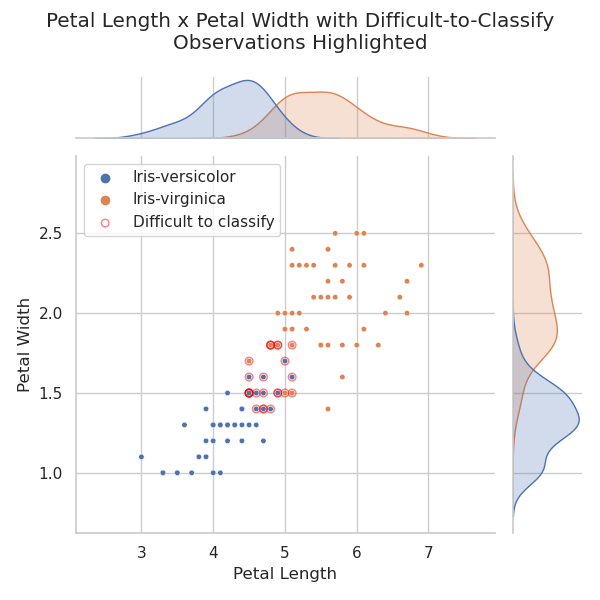 Petal Length x Petal Width with Difficult-to-Classify
Observations Highlighted
Iris-versicolor
Iris-virginica
Difficult to classify
2.5
2.0
1.5
1.0
Petal Width
3 4 5 6 7
Petal Length